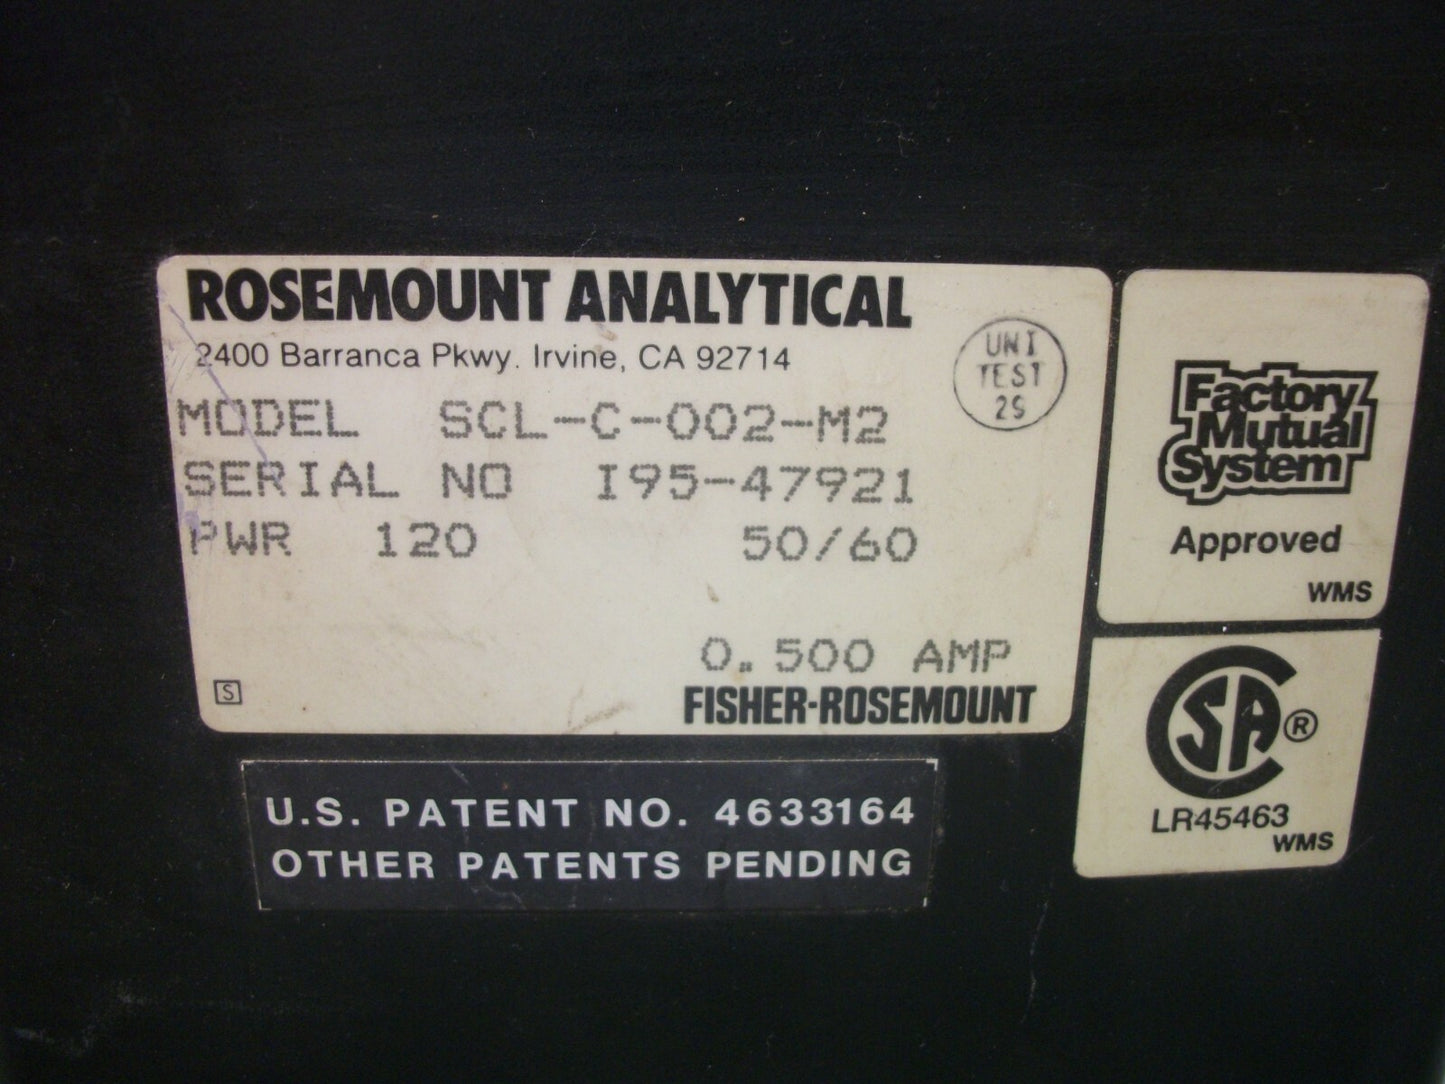 ROSEMOUNT ANALYTICAL
2400 Barranca Pkwy. Irvine, CA 92714
MODEL SCL-C-002-M2
SERIAL NO I95-47921
PWR 120 50/60
0.500 AMP
S
FISHER-ROSEMOUNT
UNI
TEST
29
Factory
Mutual
System
Approved
WMS
SA ®
LR45463
WMS
U.S. PATENT NO. 4633164
OTHER PATENTS PENDING